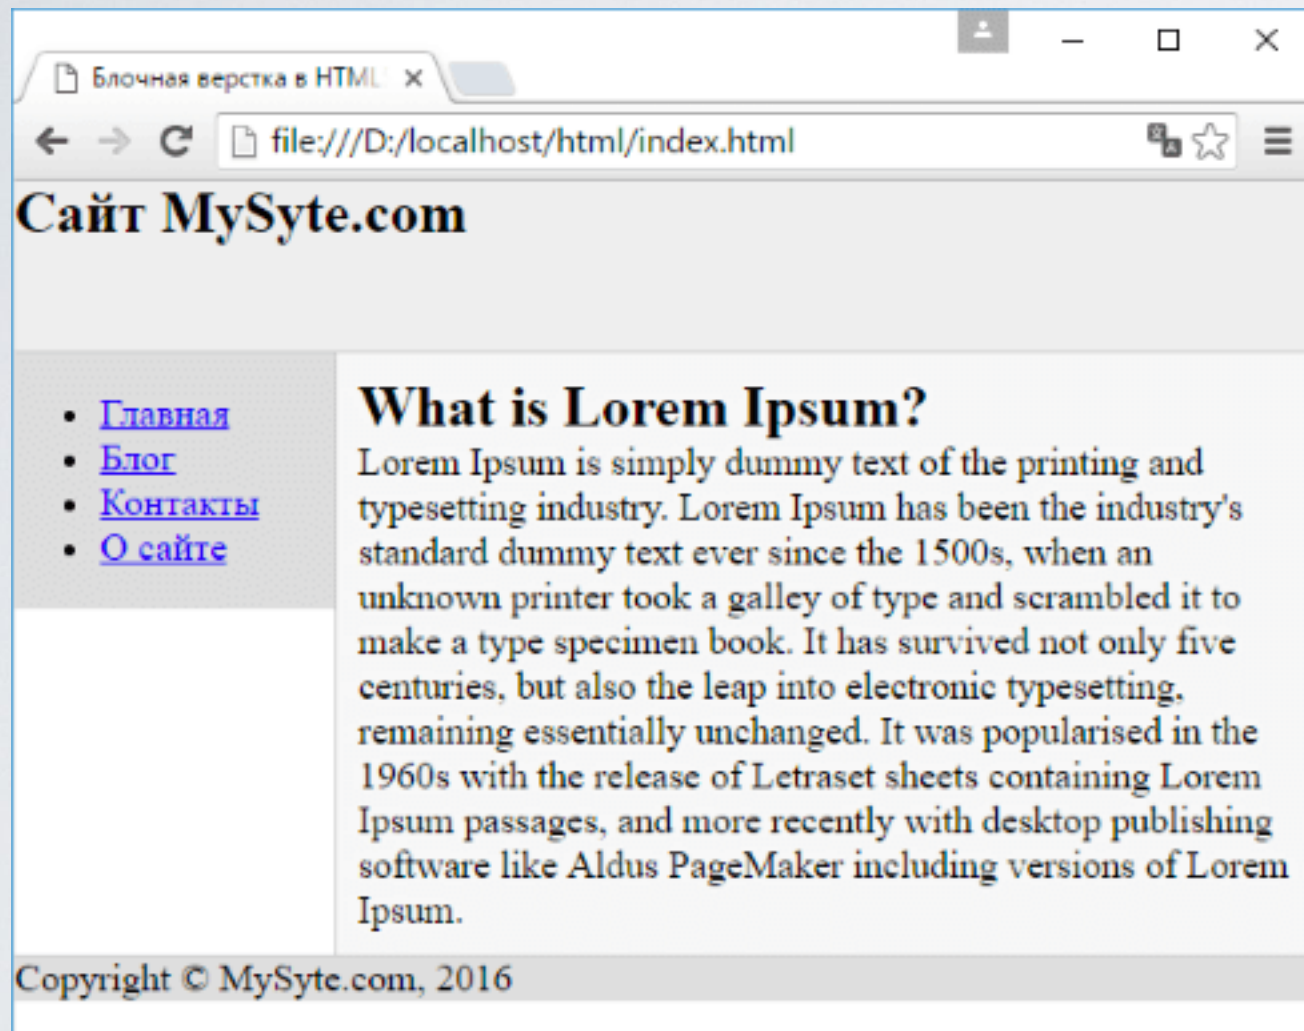 Блочная верстка в HTML
file:///D:/localhost/html/index.html
Сайт MySyte.com
Главная
Блог
Контакты
О сайте
What is Lorem Ipsum?
Lorem Ipsum is simply dummy text of the printing and
typesetting industry. Lorem Ipsum has been the industry's
standard dummy text ever since the 1500s, when an
unknown printer took a galley of type and scrambled it to
make a type specimen book. It has survived not only five
centuries, but also the leap into electronic typesetting,
remaining essentially unchanged. It was popularised in the
1960s with the release of Letraset sheets containing Lorem
Ipsum passages, and more recently with desktop publishing
software like Aldus PageMaker including versions of Lorem
Ipsum.
Copyright © MySyte.com, 2016